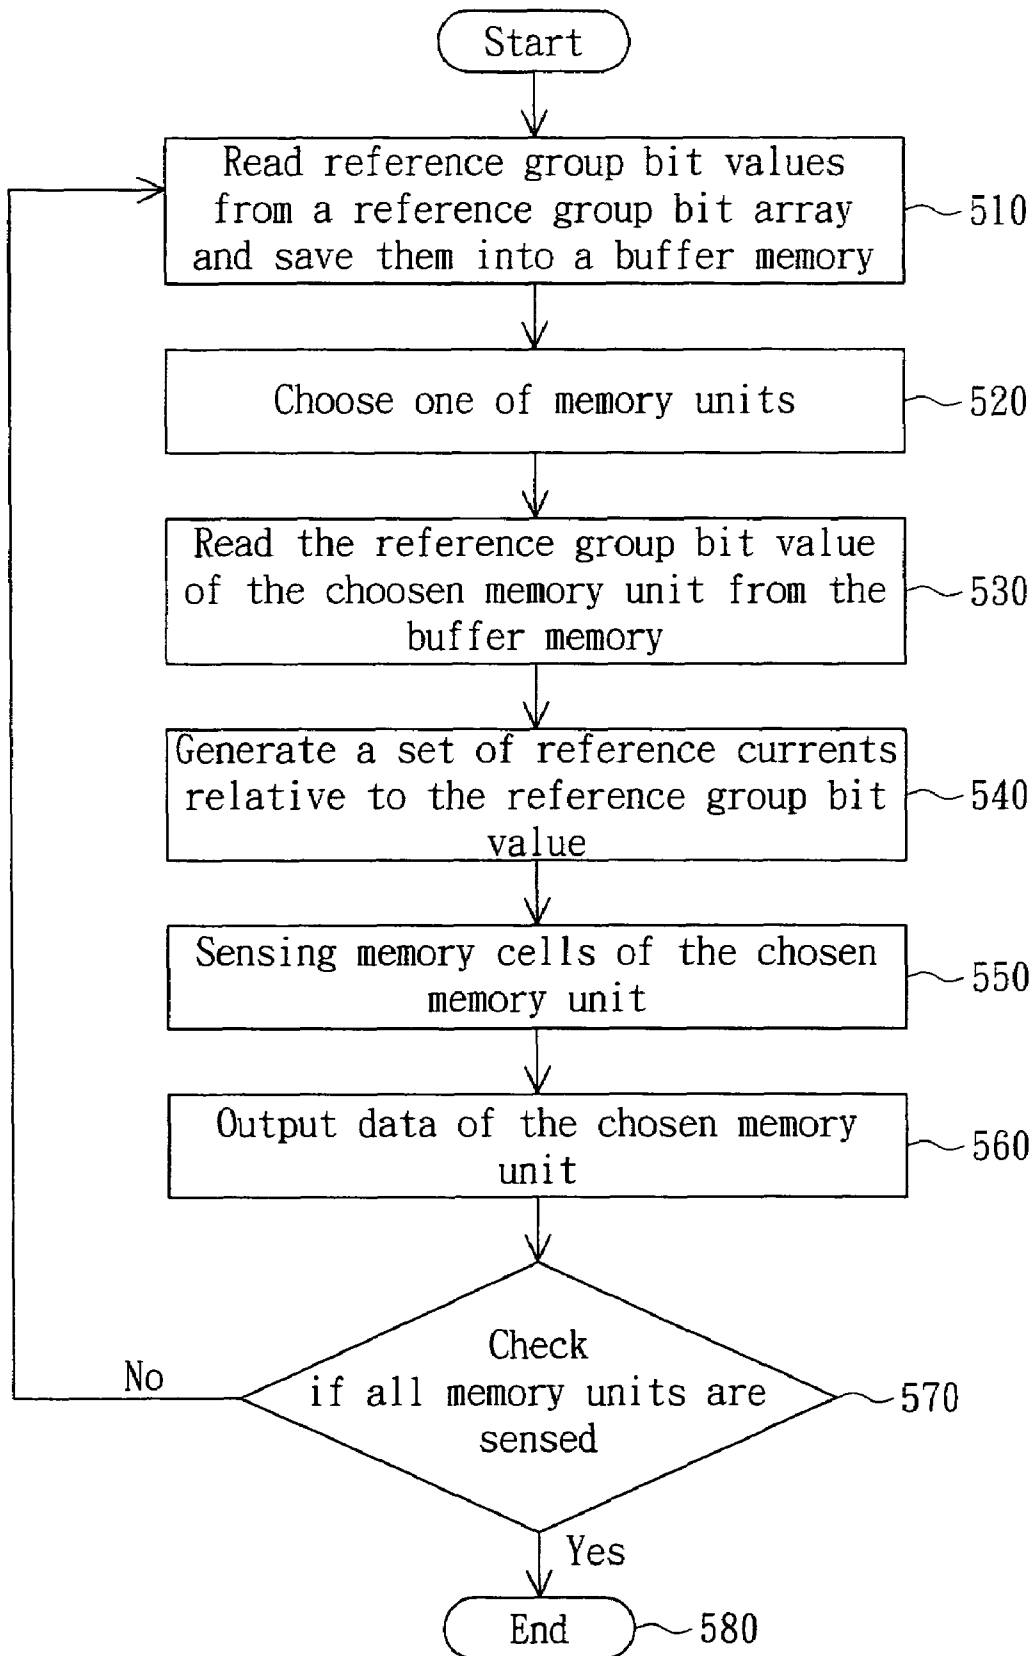 Start
Read reference group bit values
from a reference group bit array
and save them into a buffer memory
510
Choose one of memory units
520
Read the reference group bit value
of the choosen memory unit from the
buffer memory
530
Generate a set of reference currents
relative to the reference group bit
value
540
Sensing memory cells of the chosen
memory unit
550
Output data of the chosen memory
unit
560
Check
if all memory units are
sensed
570
No
Yes
End
580